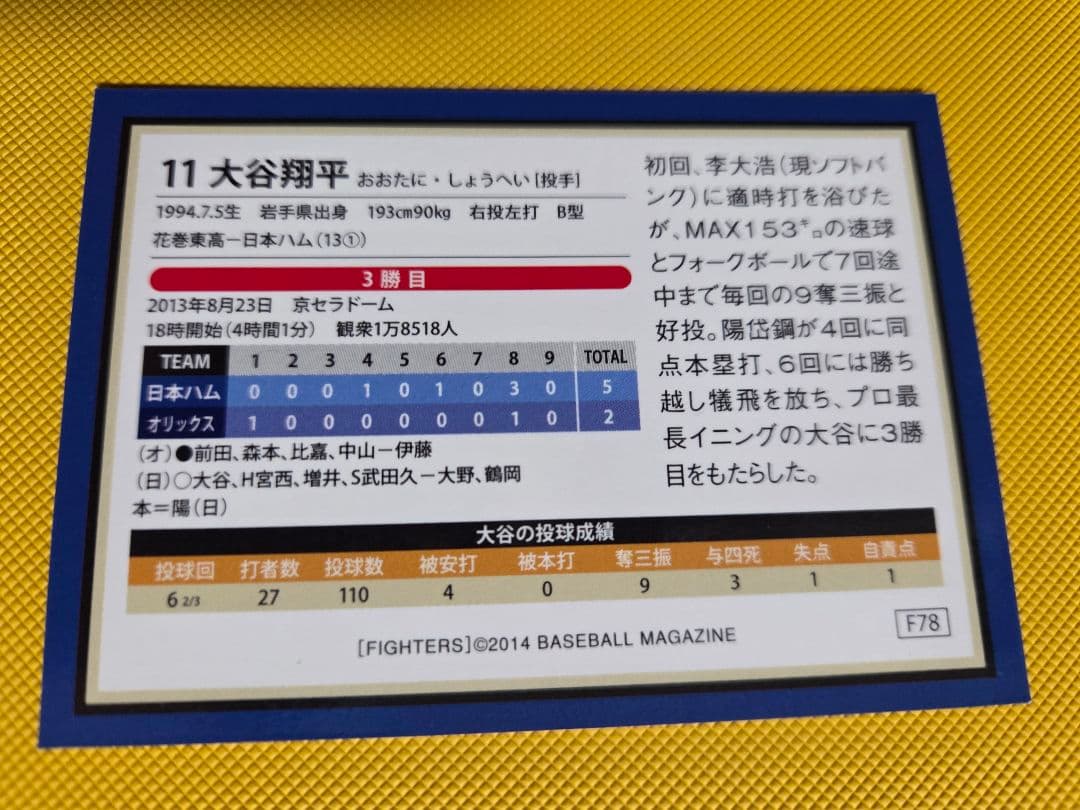 11 大谷翔平 おおたに・しょうへい[投手]
1994.7.5生 岩手県出身 193cm90kg 右投左打 B型
花巻東高－日本ハム(13①)
3勝目
2013年8月23日 京セラドーム
18時開始(4時間1分) 観衆1万8518人
TEAM 1 2 3 4 5 6 7 8 9 TOTAL
日本ハム 0 0 0 1 0 1 0 3 0 5
オリックス 1 0 0 0 0 0 0 1 0 2
(オ)●前田、森本、比嘉、中山－伊藤
(日)○大谷、H宮西、増井、S武田久－大野、鶴岡
本＝陽(日)
初回、李大浩(現ソフトバ
ンク)に適時打を浴びた
が、MAX153㌔の速球
とフォークボールで7回途
中まで毎回の9奪三振と
好投。陽岱鋼が4回に同
点本塁打、6回には勝ち
越し犠飛を放ち、プロ最
長イニングの大谷に3勝
目をもたらした。
大谷の投球成績
投球回 打者数 投球数 被安打 被本打 奪三振 与四死 失点 自責点
6 2/3 27 110 4 0 9 3 1 1
F78
[FIGHTERS]©2014 BASEBALL MAGAZINE